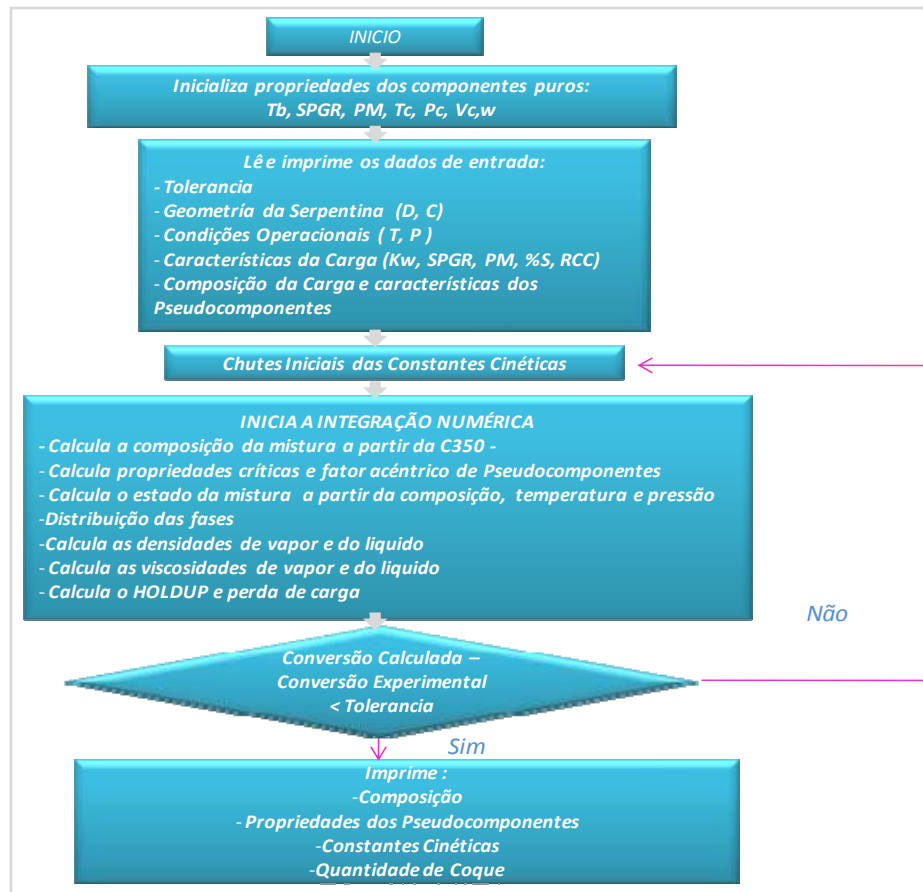 INICIO
Inicializa propriedades dos componentes puros:
Tb, SPGR, PM, Tc, Pc, Vc,w
Lê e imprime os dados de entrada:
- Tolerancia
- Geometría da Serpentina (D, C)
- Condições Operacionais ( T, P )
- Características da Carga (Kw, SPGR, PM, %S, RCC)
- Composição da Carga e características dos
Pseudocomponentes
Chutes Iniciais das Constantes Cinéticas
INICIA A INTEGRAÇÃO NUMÉRICA
- Calcula a composição da mistura a partir da C350 -
- Calcula propriedades críticas e fator acéntrico de Pseudocomponentes
- Calcula o estado da mistura a partir da composição, temperatura e pressão
-Distribuição das fases
-Calcula as densidades de vapor e do liquido
- Calcula as viscosidades de vapor e do liquido
- Calcula o HOLDUP e perda de carga
Não
Conversão Calculada –
Conversão Experimental
< Tolerancia
Sim
Imprime :
-Composição
- Propriedades dos Pseudocomponentes
-Constantes Cinéticas
-Quantidade de Coque